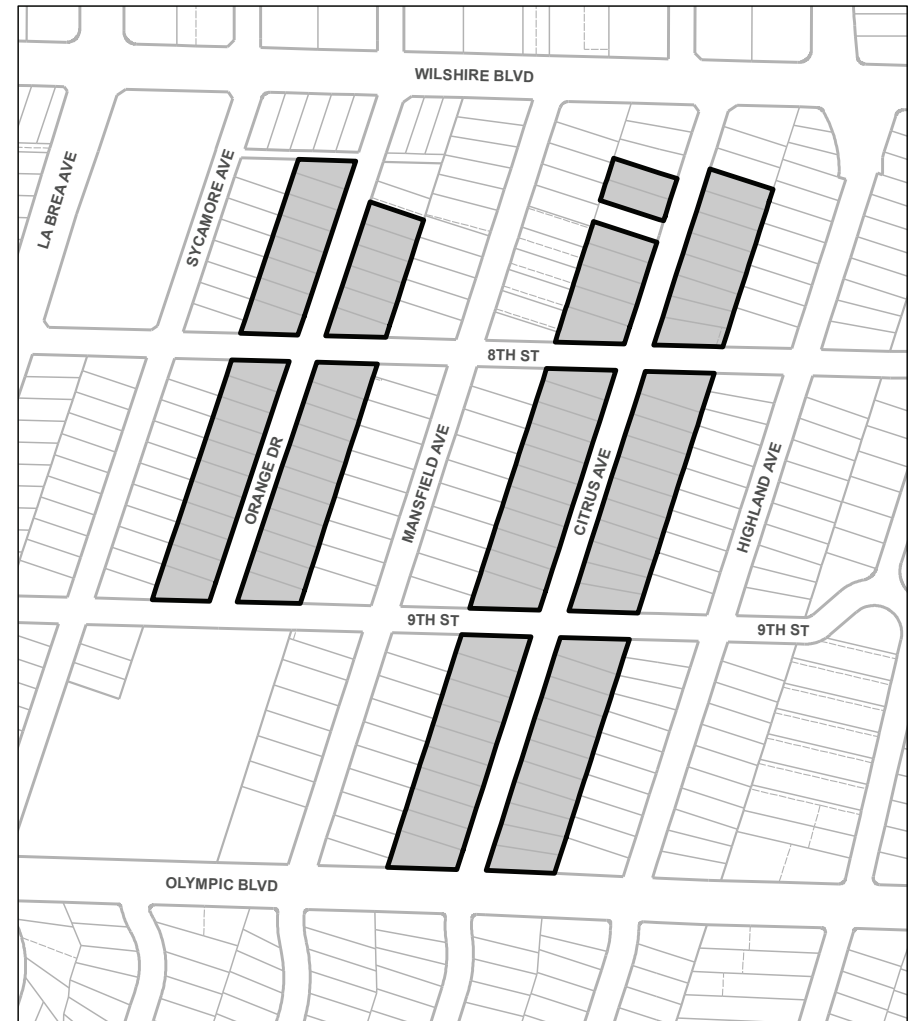 WILSHIRE BLVD
LA BREA AVE
SYCAMORE AVE
8TH ST
ORANGE DR
MANSFIELD AVE
CITRUS AVE
HIGHLAND AVE
9TH ST
9TH ST
OLYMPIC BLVD